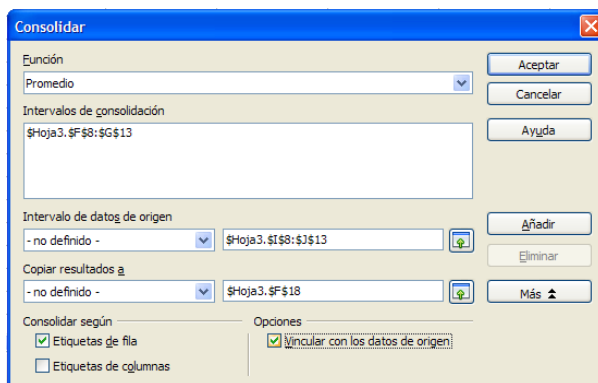 Consolidar
Función
Promedio
Aceptar
Cancelar
Intervalos de consolidación
$Hoja3.$F$8:$G$13
Ayuda
Intervalo de datos de origen
- no definido -
$Hoja3.$I$8:$J$13
Añadir
Eliminar
Copiar resultados a
- no definido -
$Hoja3.$F$18
Más
Consolidar según
Opciones
Etiquetas de fila
Vincular con los datos de origen
Etiquetas de columnas